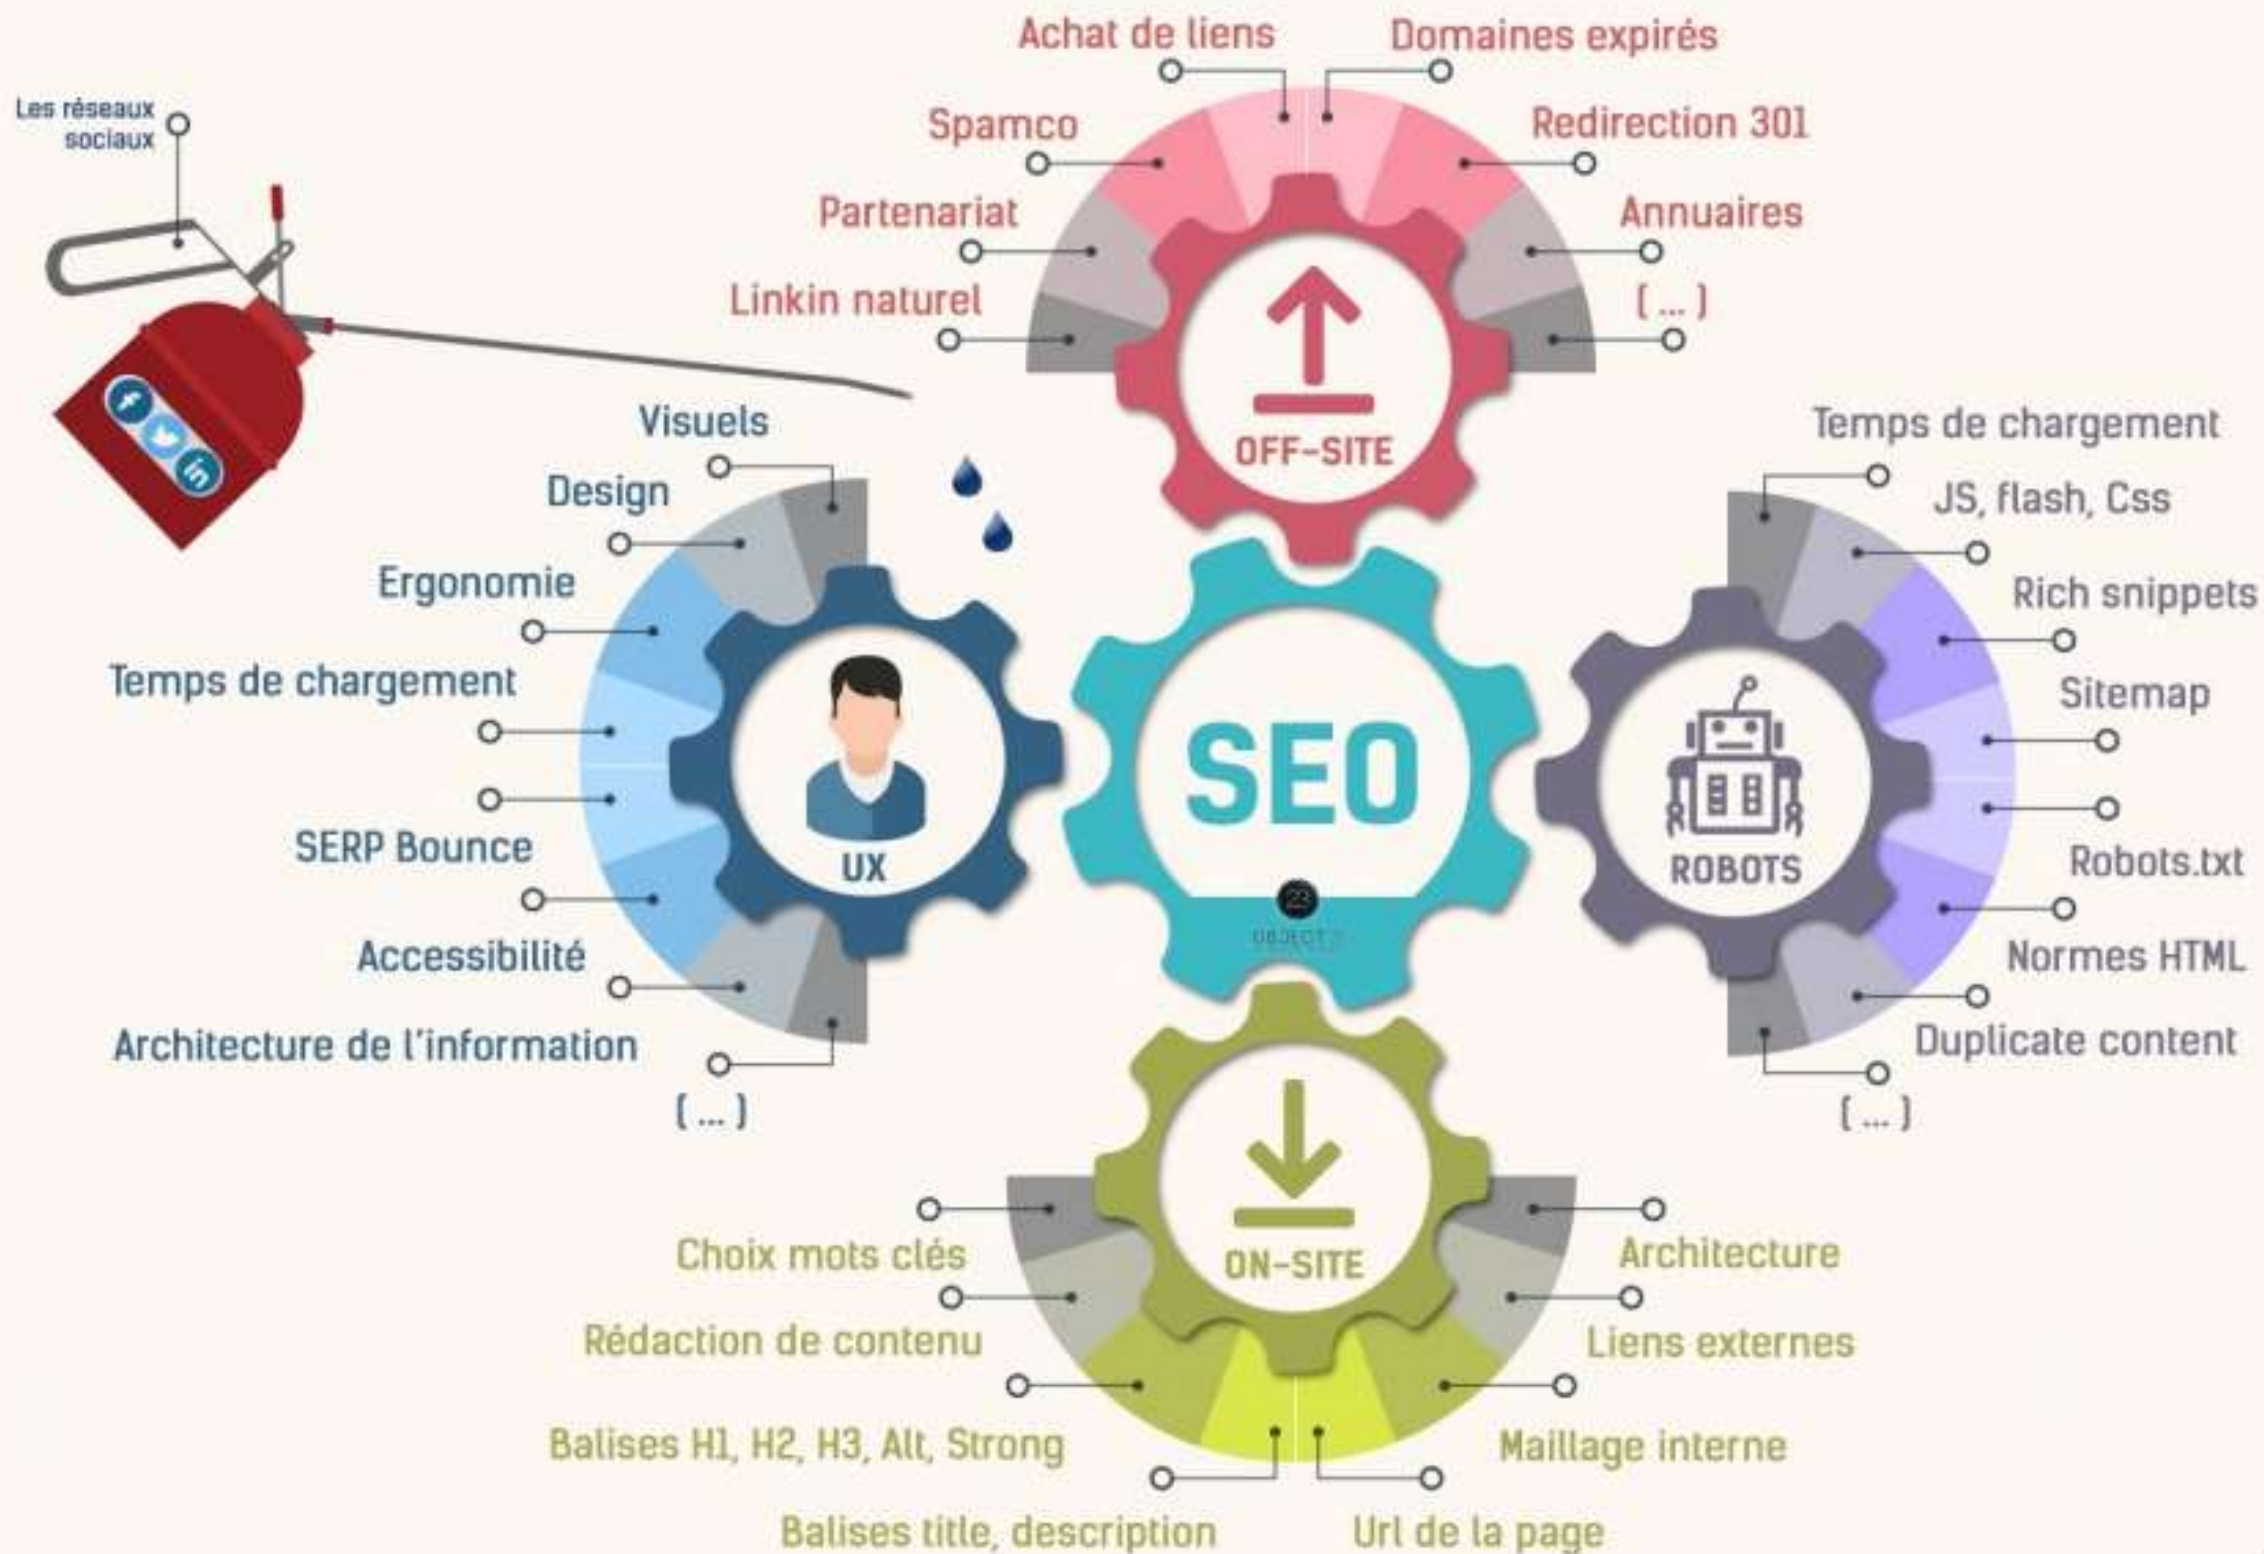 Achat de liens
Domaines expirés
Les réseaux
sociaux
Spamco
Redirection 301
Partenariat
Annuaires
Linkin naturel
( ... )
OFF-SITE
f
in
Visuels
Design
Ergonomie
Temps de chargement
SERP Bounce
Accessibilité
Architecture de l'information
( ... )
UX
SEO
23
OBJECT
Temps de chargement
JS, flash, Css
Rich snippets
Sitemap
Robots.txt
Normes HTML
Duplicate content
( ... )
ROBOTS
ON-SITE
Choix mots clés
Rédaction de contenu
Balises H1, H2, H3, Alt, Strong
Balises title, description
Architecture
Liens externes
Maillage interne
Url de la page